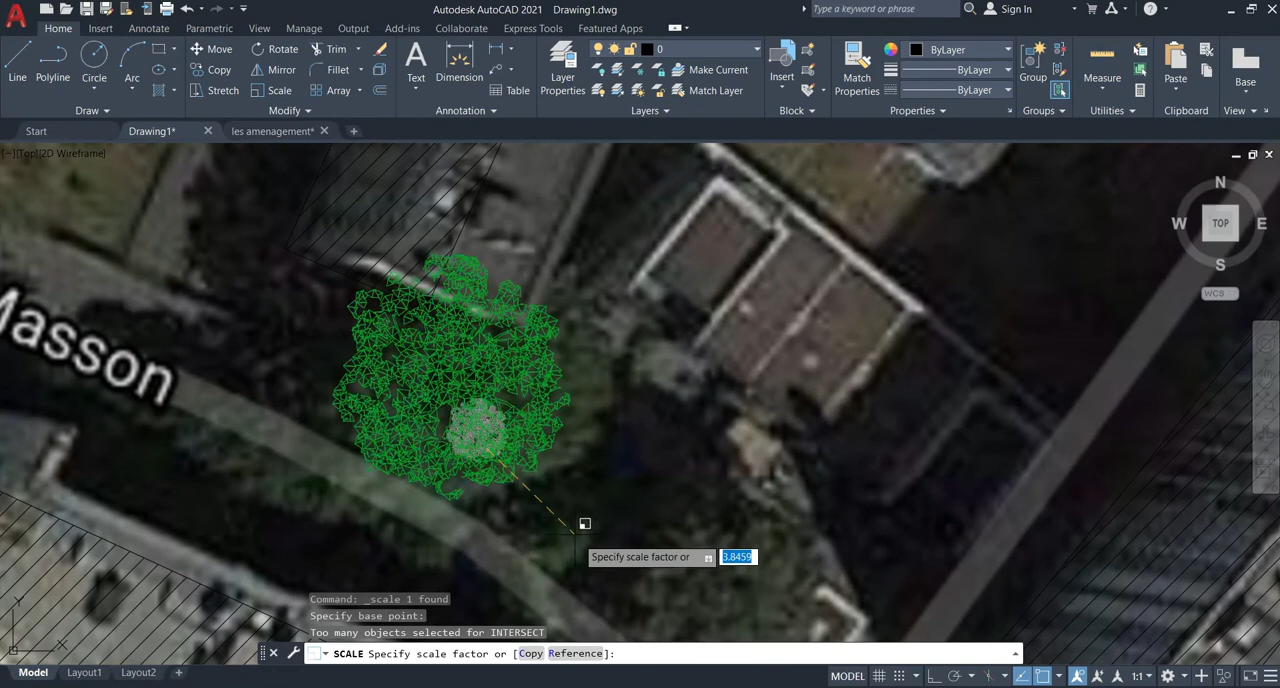 Autodesk AutoCAD 2021 Drawing1.dwg
Type a keyword or phrase
Sign In
Home Insert Annotate Parametric View Manage Output Add-ins Collaborate Express Tools Featured Apps
Line Polyline Circle Arc
Move Rotate Trim
Copy Mirror Fillet
Stretch Scale Array
Text Dimension
Table
Layer
Properties
0
Make Current
Match Layer
Insert
Match
Properties
ByLayer
ByLayer
ByLayer
Group
Measure
Paste
Base
Draw Modify Annotation Layers Block Properties Groups Utilities Clipboard View
Start Drawing1* les amenagement*
[−][Top][2D Wireframe]
N
W TOP E
S
WCS
Masson
Specify scale factor or 3.8459
Command: _scale 1 found
Specify base point:
Too many objects selected for INTERSECT
SCALE Specify scale factor or [Copy Reference]:
Y
X
Model Layout1 Layout2
MODEL 1:1